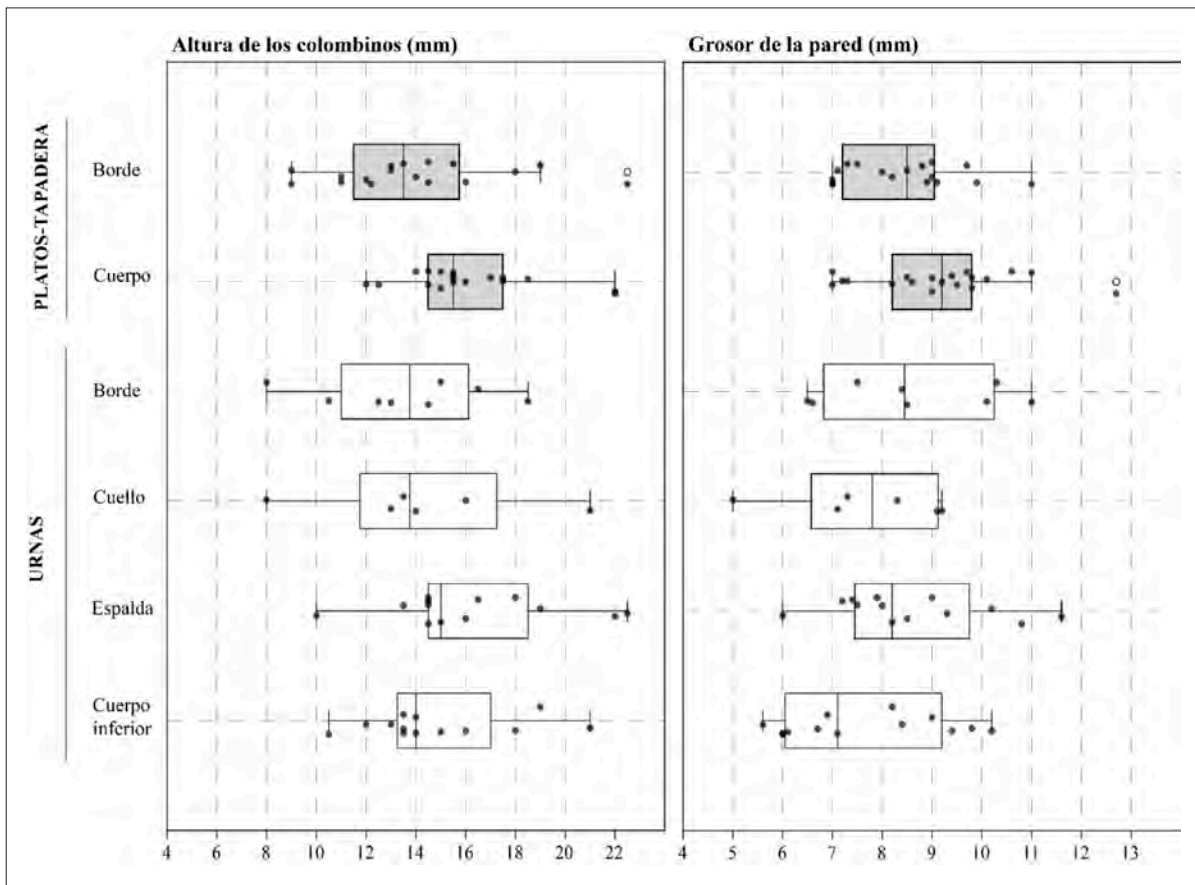 Altura de los colombinos (mm)
Grosor de la pared (mm)
PLATOS-TAPADERA
Borde
Cuerpo
URNAS
Borde
Cuello
Espalda
Cuerpo
inferior
4 6 8 10 12 14 16 18 20 22
4 5 6 7 8 9 10 11 12 13